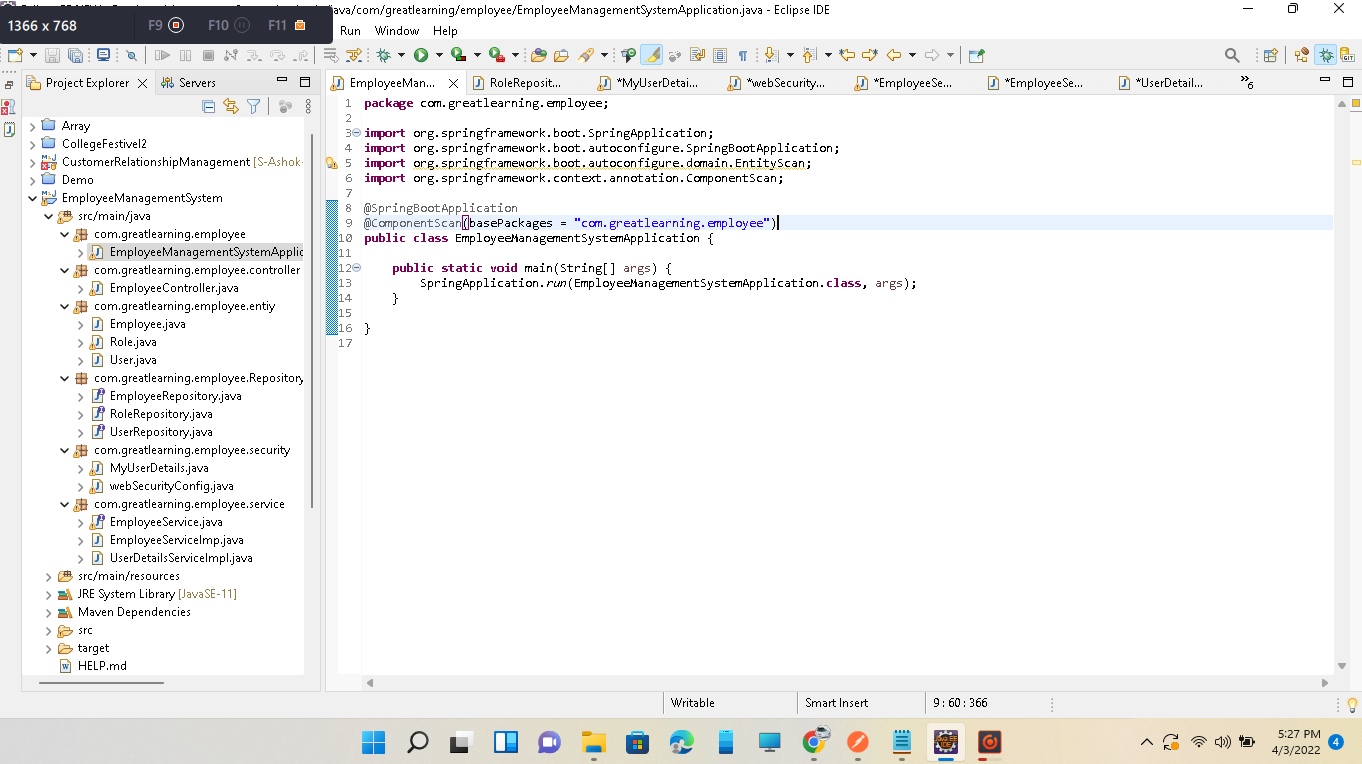 /java/com/greatlearning/employee/EmployeeManagementSystemApplication.java - Eclipse IDE
1366 x 768
F9
F10
F11
Run
Window
Help
Project Explorer
Servers
EmployeeMan...
RoleReposit...
*MyUserDetai...
*webSecurity...
*EmployeeSe...
*EmployeeSe...
*UserDetail...
6
Array
CollegeFestivel2
CustomerRelationshipManagement [S-Ashok-
Demo
EmployeeManagementSystem
src/main/java
com.greatlearning.employee
EmployeeManagementSystemApplic
com.greatlearning.employee.controller
EmployeeController.java
com.greatlearning.employee.entiy
Employee.java
Role.java
User.java
com.greatlearning.employee.Repository
EmployeeRepository.java
RoleRepository.java
UserRepository.java
com.greatlearning.employee.security
MyUserDetails.java
webSecurityConfig.java
com.greatlearning.employee.service
EmployeeService.java
EmployeeServiceImp.java
UserDetailsServiceImpl.java
src/main/resources
JRE System Library [JavaSE-11]
Maven Dependencies
src
target
HELP.md
1 package com.greatlearning.employee;
2
3 import org.springframework.boot.SpringApplication;
4 import org.springframework.boot.autoconfigure.SpringBootApplication;
5 import org.springframework.boot.autoconfigure.domain.EntityScan;
6 import org.springframework.context.annotation.ComponentScan;
7
8 @SpringBootApplication
9 @ComponentScan(basePackages = "com.greatlearning.employee")
10 public class EmployeeManagementSystemApplication {
11
12 public static void main(String[] args) {
13 SpringApplication.run(EmployeeManagementSystemApplication.class, args);
14 }
15
16 }
17
Writable
Smart Insert
9 : 60 : 366
5:27 PM
4/3/2022
4